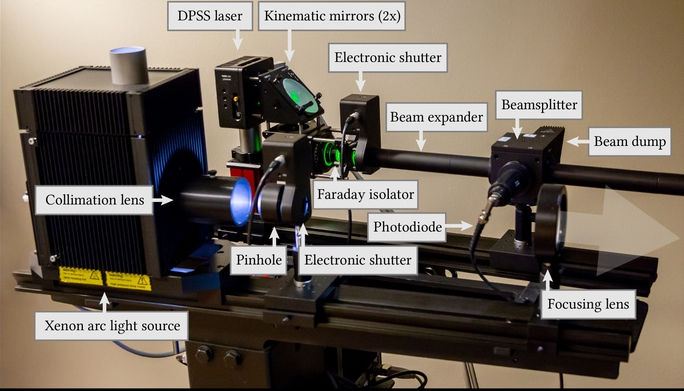 DPSS laser
Kinematic mirrors (2x)
Electronic shutter
Beamsplitter
Beam expander
Beam dump
Collimation lens
Faraday isolator
Photodiode
Pinhole
Electronic shutter
Focusing lens
Xenon arc light source